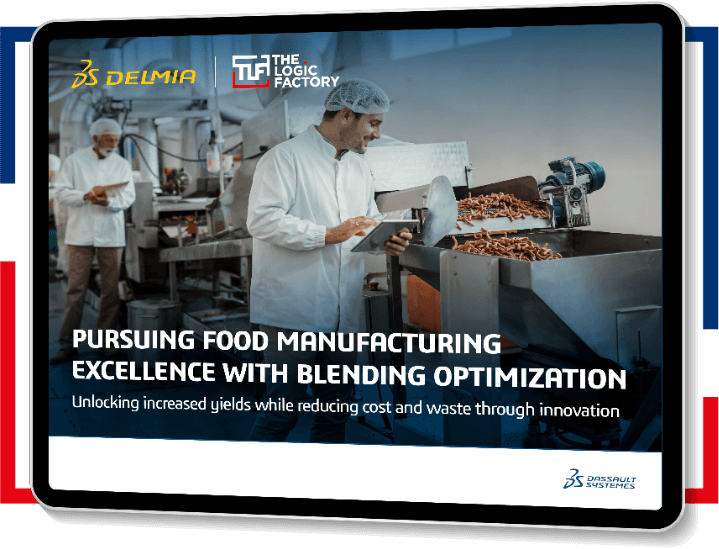 DELMIA
TLF THE LOGIC FACTORY
PURSUING FOOD MANUFACTURING
EXCELLENCE WITH BLENDING OPTIMIZATION
Unlocking increased yields while reducing cost and waste through innovation
DASSAULT
SYSTEMES